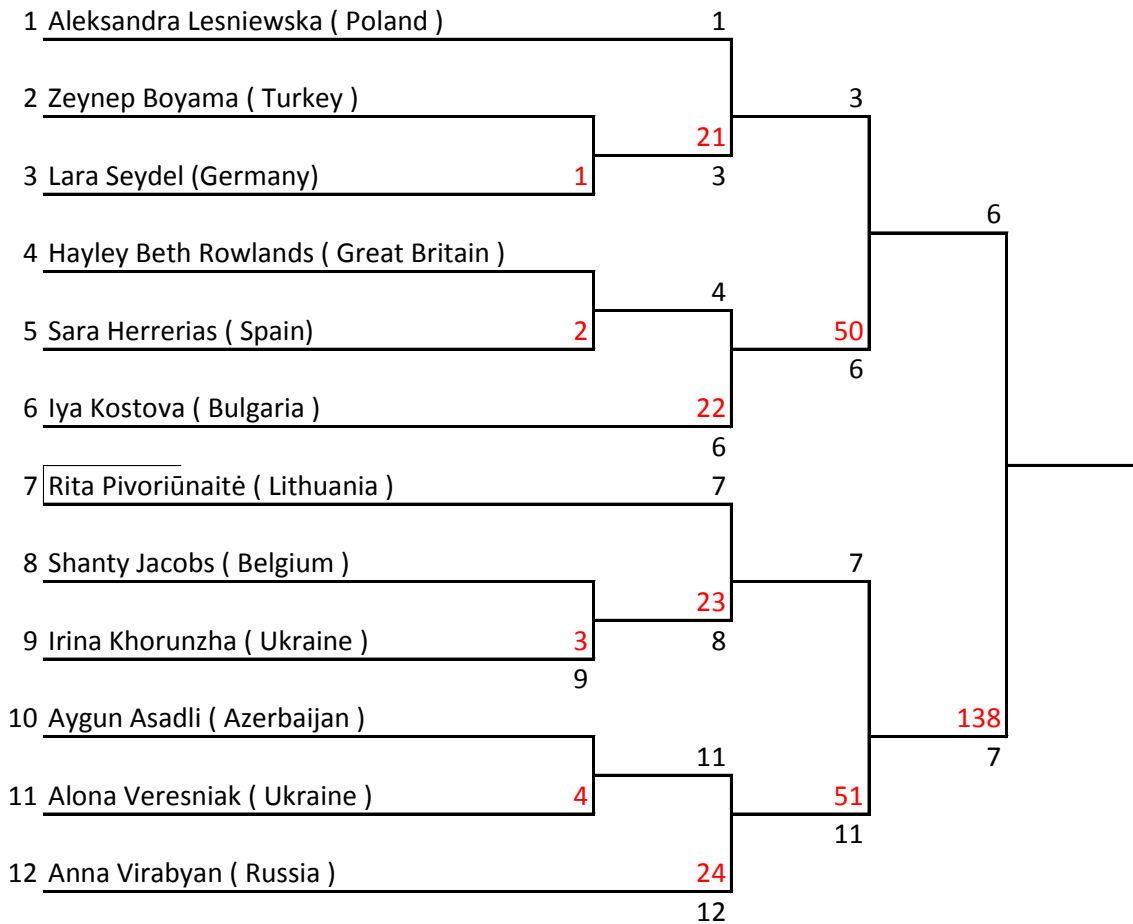 1 Aleksandra Lesniewska ( Poland ) 1
2 Zeynep Boyama ( Turkey ) 3
21
3 Lara Seydel (Germany) 1 3
6
4 Hayley Beth Rowlands ( Great Britain )
4
5 Sara Herrerias ( Spain) 2 50
6
6 Iya Kostova ( Bulgaria ) 22
6
7 Rita Pivoriūnaitė ( Lithuania ) 7
8 Shanty Jacobs ( Belgium ) 7
23
9 Irina Khorunzha ( Ukraine ) 3 8
9
10 Aygun Asadli ( Azerbaijan ) 138
11 7
11 Alona Veresniak ( Ukraine ) 4 51
11
12 Anna Virabyan ( Russia ) 24
12